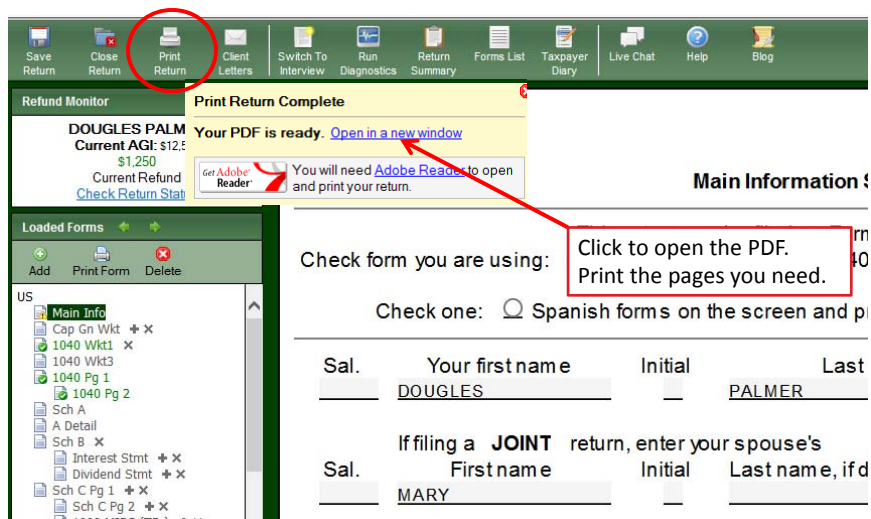 Save Return
Close Return
Print Return
Client Letters
Switch To Interview
Run Diagnostics
Return Summary
Forms List
Taxpayer Diary
Live Chat
Help
Blog
Refund Monitor
DOUGLES PALM
Current AGI: $12,5
$1,250
Current Refund
Check Return Stat
Print Return Complete
Your PDF is ready. Open in a new window
Get Adobe Reader
You will need Adobe Reader to open
and print your return.
Main Information S
Click to open the PDF.
Print the pages you need.
Check form you are using:
40
Check one: Spanish forms on the screen and p
Sal. Your first name Initial Last
DOUGLES PALMER
If filing a JOINT return, enter your spouse's
Sal. First name Initial Last name, if d
MARY
Loaded Forms
Add Print Form Delete
US
Main Info
Cap Gn Wkt
1040 Wkt1
1040 Wkt3
1040 Pg 1
1040 Pg 2
Sch A
A Detail
Sch B
Interest Stmt
Dividend Stmt
Sch C Pg 1
Sch C Pg 2